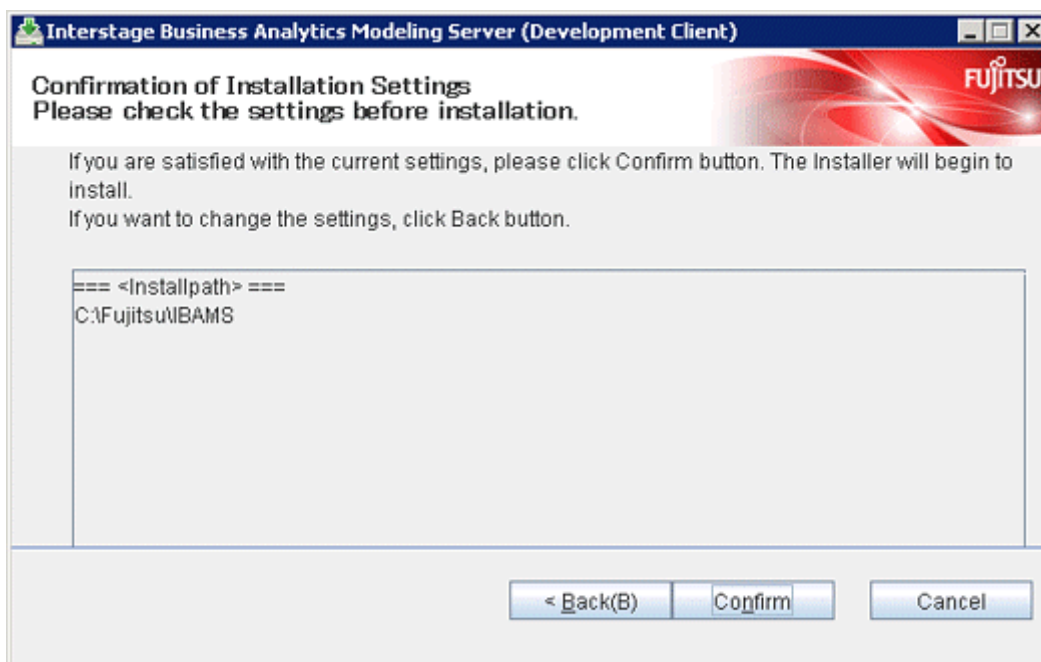 Interstage Business Analytics Modeling Server (Development Client)
Confirmation of Installation Settings
Please check the settings before installation.
FUJITSU
If you are satisfied with the current settings, please click Confirm button. The Installer will begin to
install.
If you want to change the settings, click Back button.
=== <Installpath> ===
C:\Fujitsu\IBAMS
< Back(B)
Confirm
Cancel